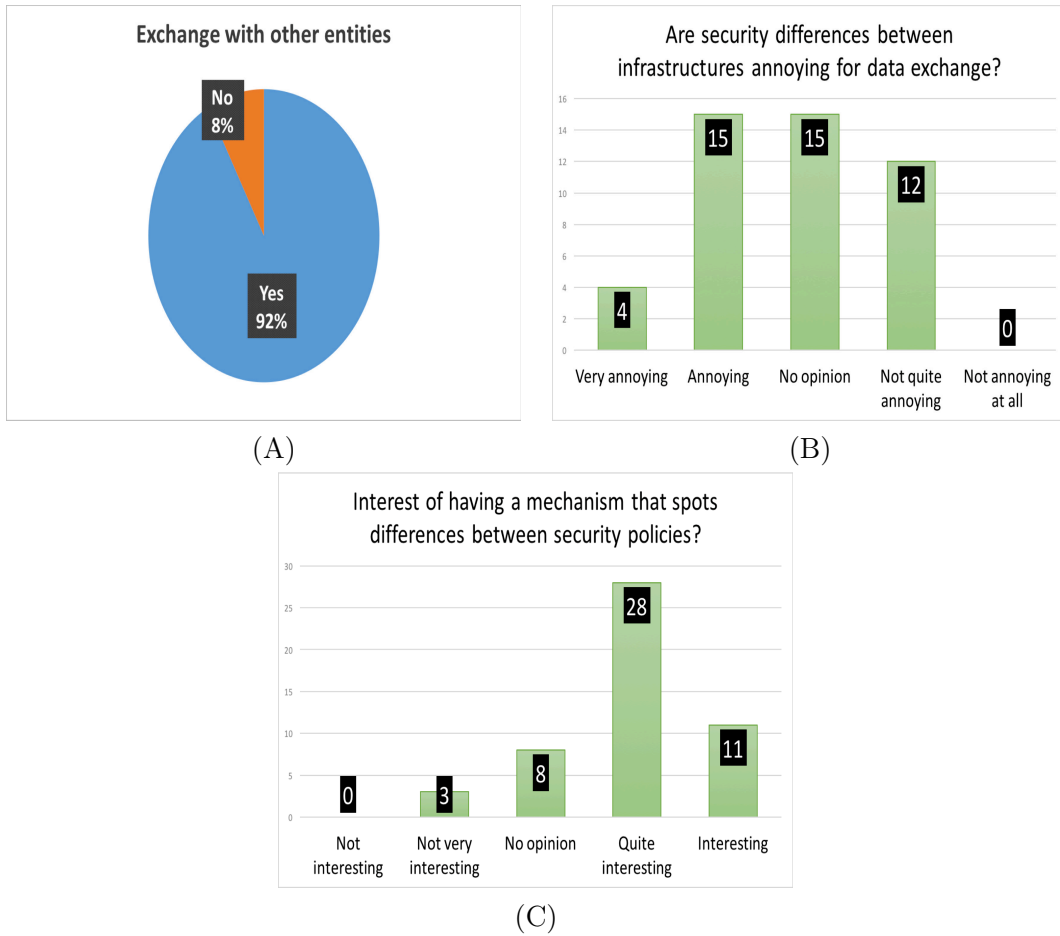 Exchange with other entities
No
8%
Yes
92%
(A)
Are security differences between
infrastructures annoying for data exchange?
16
14
12
10
8
6
4
2
0
4
15
15
12
0
Very annoying
Annoying
No opinion
Not quite
annoying
Not annoying
at all
(B)
Interest of having a mechanism that spots
differences between security policies?
30
25
20
15
10
5
0
0
3
8
28
11
Not
interesting
Not very
interesting
No opinion
Quite
interesting
Interesting
(C)